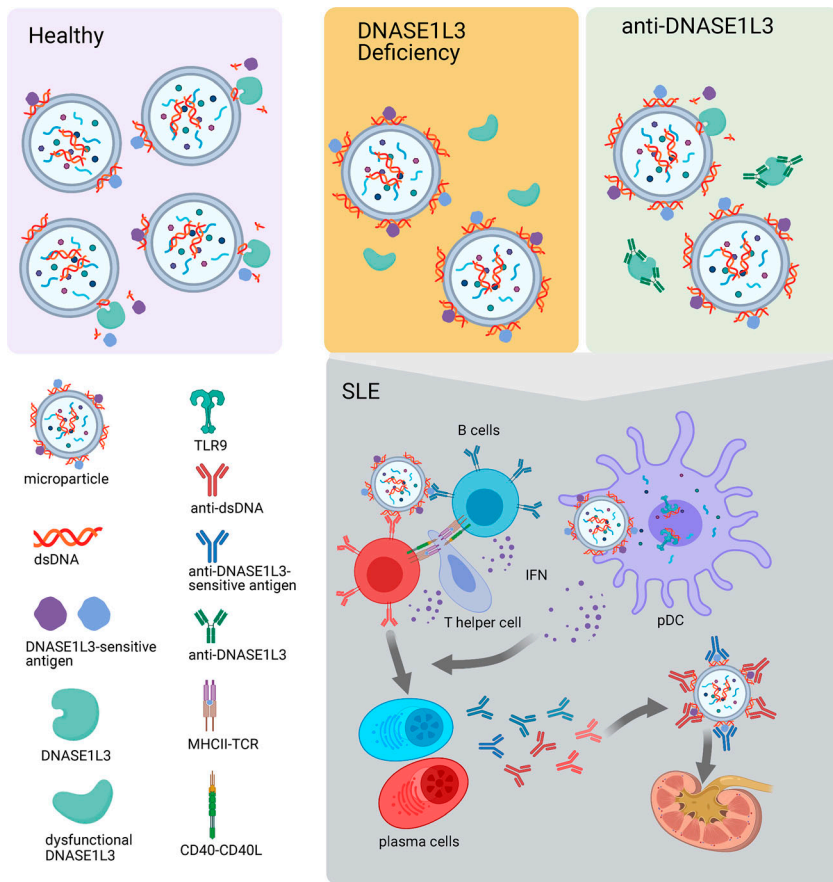 Healthy
DNASE1L3
Deficiency
anti-DNASE1L3
microparticle
dsDNA
DNASE1L3-sensitive
antigen
DNASE1L3
dysfunctional
DNASE1L3
TLR9
anti-dsDNA
anti-DNASE1L3-
sensitive antigen
anti-DNASE1L3
MHCII-TCR
CD40-CD40L
SLE
B cells
IFN
T helper cell
pDC
plasma cells